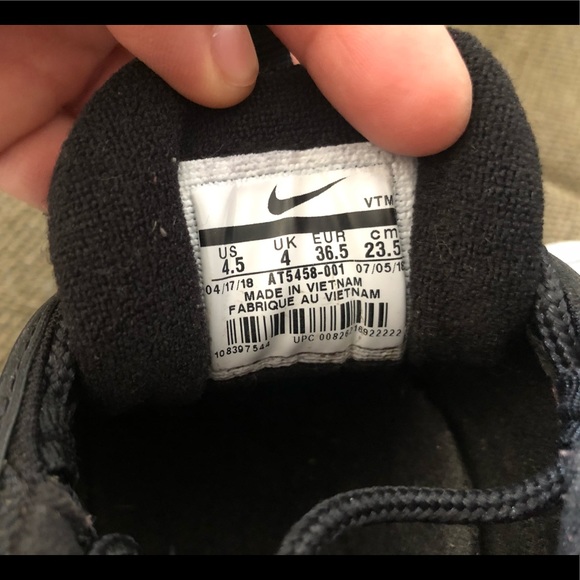 VTM
US UK EUR cm
4.5 4 36.5 23.5
04/17/18 AT5458-001 07/05/18
MADE IN VIETNAM
FABRIQUE AU VIETNAM
UPC